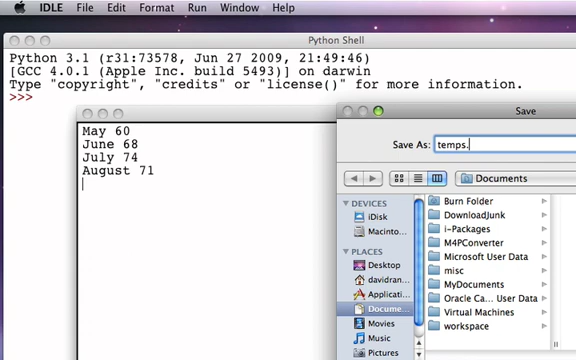 IDLE File Edit Format Run Window Help
Python Shell
Python 3.1 (r31:73578, Jun 27 2009, 21:49:46)
[GCC 4.0.1 (Apple Inc. build 5493)] on darwin
Type "copyright", "credits" or "license()" for more information.
>>>
May 60
June 68
July 74
August 71
Save
Save As: temps.
Documents
DEVICES
iDisk
Macinto...
PLACES
Desktop
davidran...
Applicati...
Docume...
Movies
Music
Pictures
Burn Folder
DownloadJunk
i-Packages
M4PConverter
Microsoft User Data
misc
MyDocuments
Oracle Ca... User Data
Virtual Machines
workspace